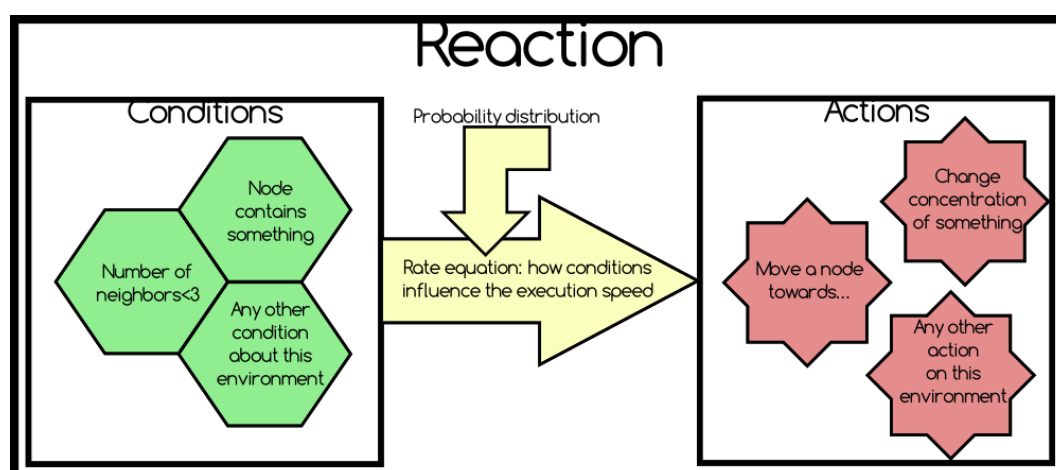 Reaction
Conditions
Probability distribution
Actions
Node
contains
something
Number of
neighbors<3
Any other
condition
about this
environment
Rate equation: how conditions
influence the execution speed
Change
concentration
of something
Move a node
towards...
Any other
action
on this
environment